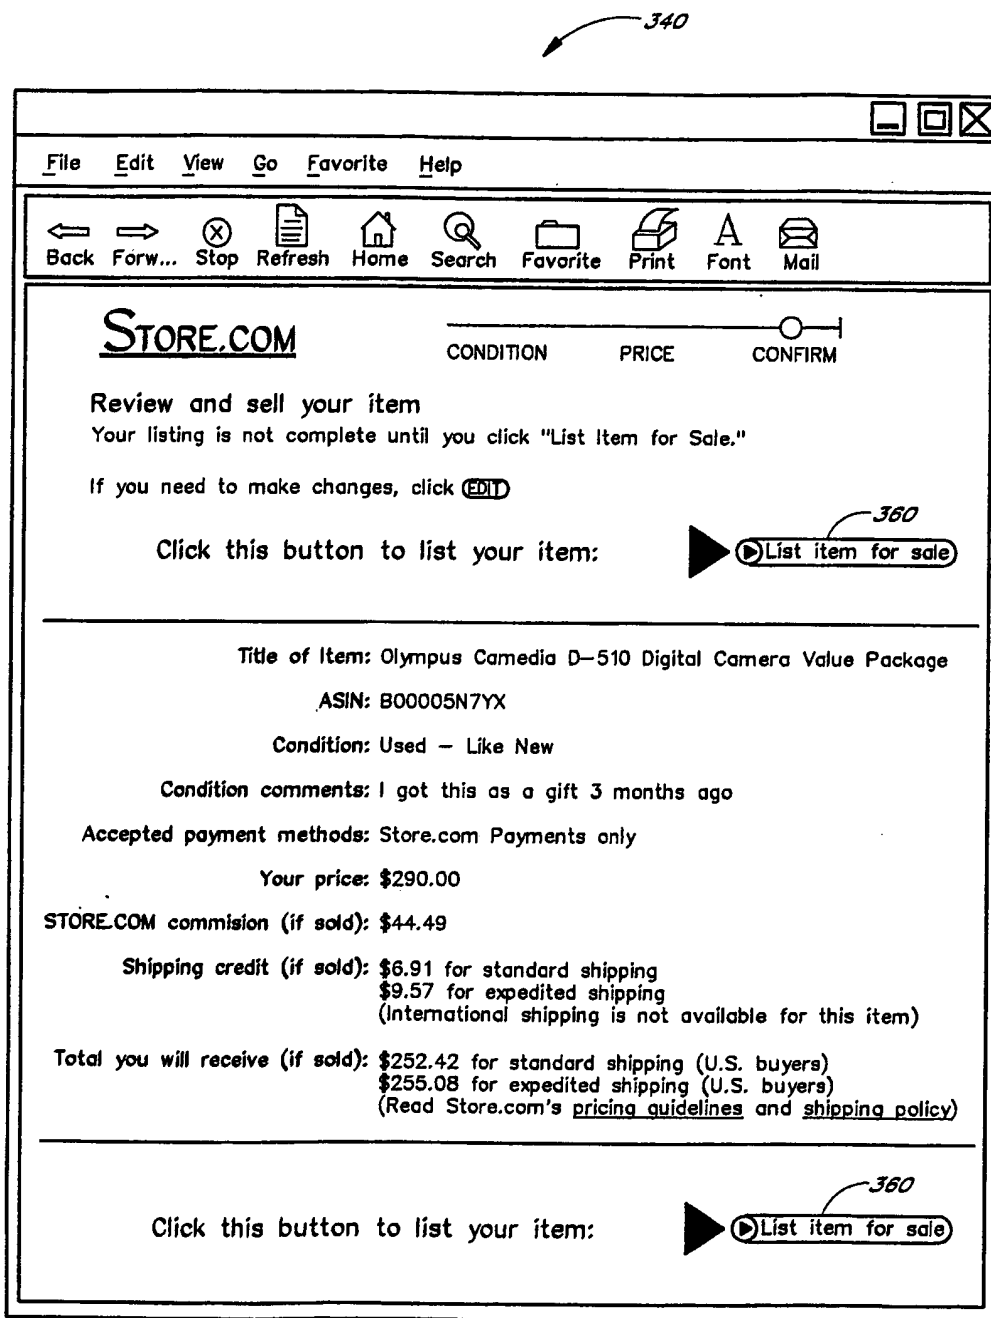 340
File Edit View Go Favorite Help
Back Forw... Stop Refresh Home Search Favorite Print Font Mail
STORE.COM
CONDITION PRICE CONFIRM
Review and sell your item
Your listing is not complete until you click "List Item for Sale."
If you need to make changes, click EDIT
360
Click this button to list your item: List item for sale
Title of Item: Olympus Camedia D-510 Digital Camera Value Package
ASIN: B00005N7YX
Condition: Used – Like New
Condition comments: I got this as a gift 3 months ago
Accepted payment methods: Store.com Payments only
Your price: $290.00
STORE.COM commision (if sold): $44.49
Shipping credit (if sold): $6.91 for standard shipping
$9.57 for expedited shipping
(International shipping is not available for this item)
Total you will receive (if sold): $252.42 for standard shipping (U.S. buyers)
$255.08 for expedited shipping (U.S. buyers)
(Read Store.com's pricing guidelines and shipping policy)
360
Click this button to list your item: List item for sale